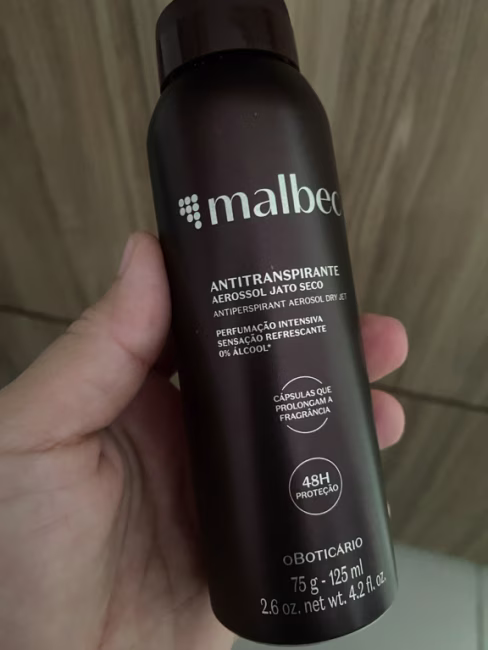 malbec
ANTITRANSPIRANTE
AEROSSOL JATO SECO
ANTIPERSPIRANT AEROSOL DRY JET
PERFUMAÇÃO INTENSIVA
SENSAÇÃO REFRESCANTE
0% ÁLCOOL*
CÁPSULAS QUE
PROLONGAM A
FRAGRÂNCIA
48H
PROTEÇÃO
oBOTICÁRIO
75 g - 125 ml
2.6 oz. net wt. 4.2 fl. oz.